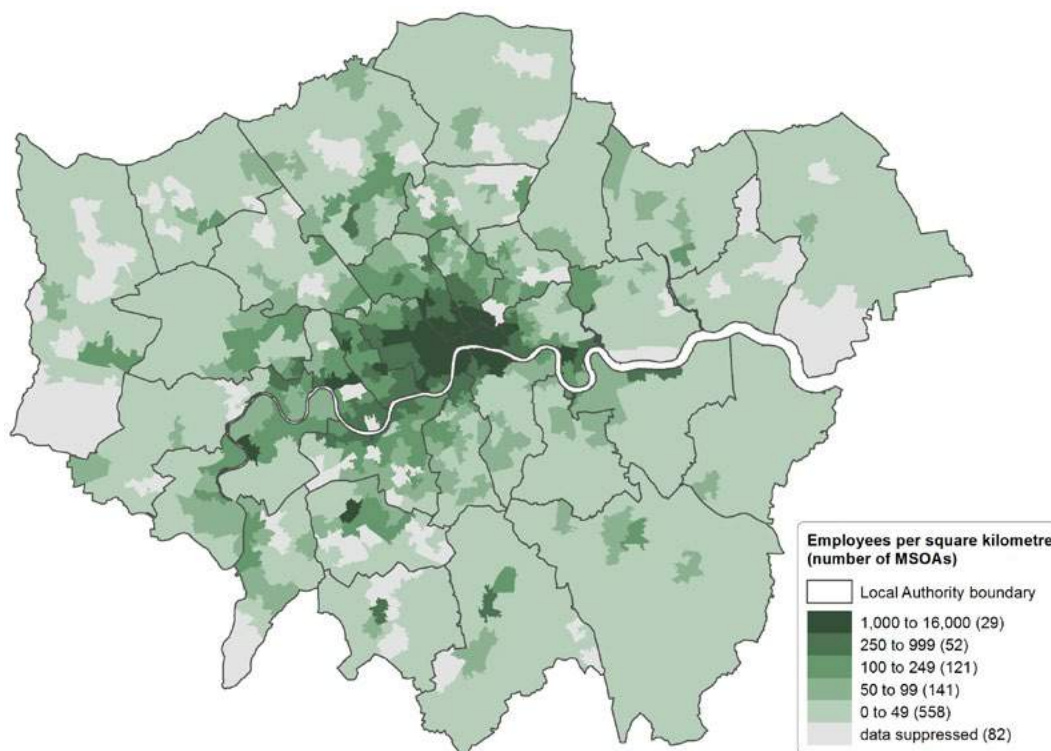 Employees per square kilometre
(number of MSOAs)
Local Authority boundary
1,000 to 16,000 (29)
250 to 999 (52)
100 to 249 (121)
50 to 99 (141)
0 to 49 (558)
data suppressed (82)